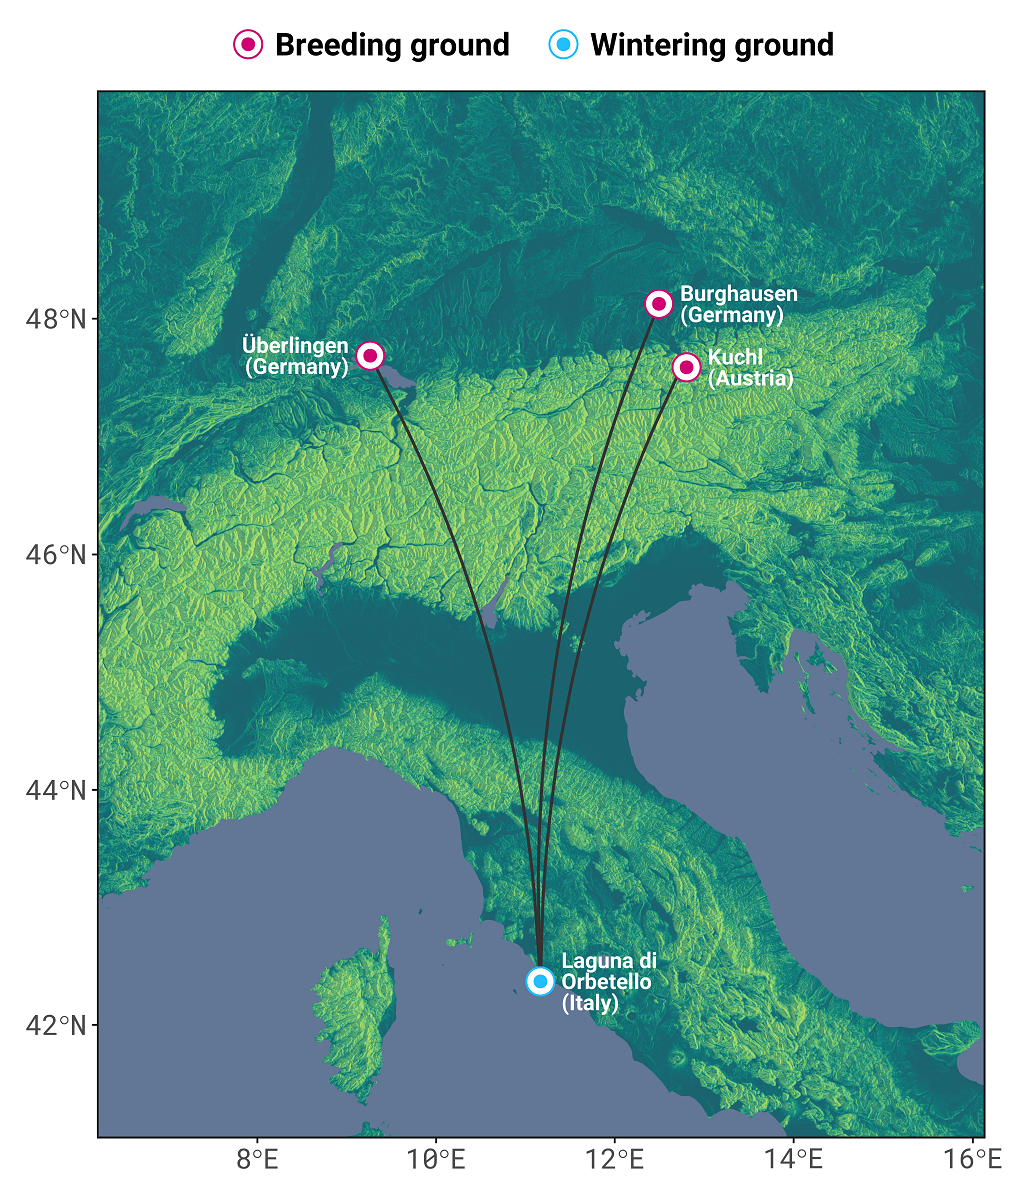 Breeding ground
Wintering ground
48°N
46°N
44°N
42°N
Burghausen
(Germany)
Überlingen
(Germany)
Kuchl
(Austria)
Laguna di
Orbetello
(Italy)
8°E
10°E
12°E
14°E
16°E